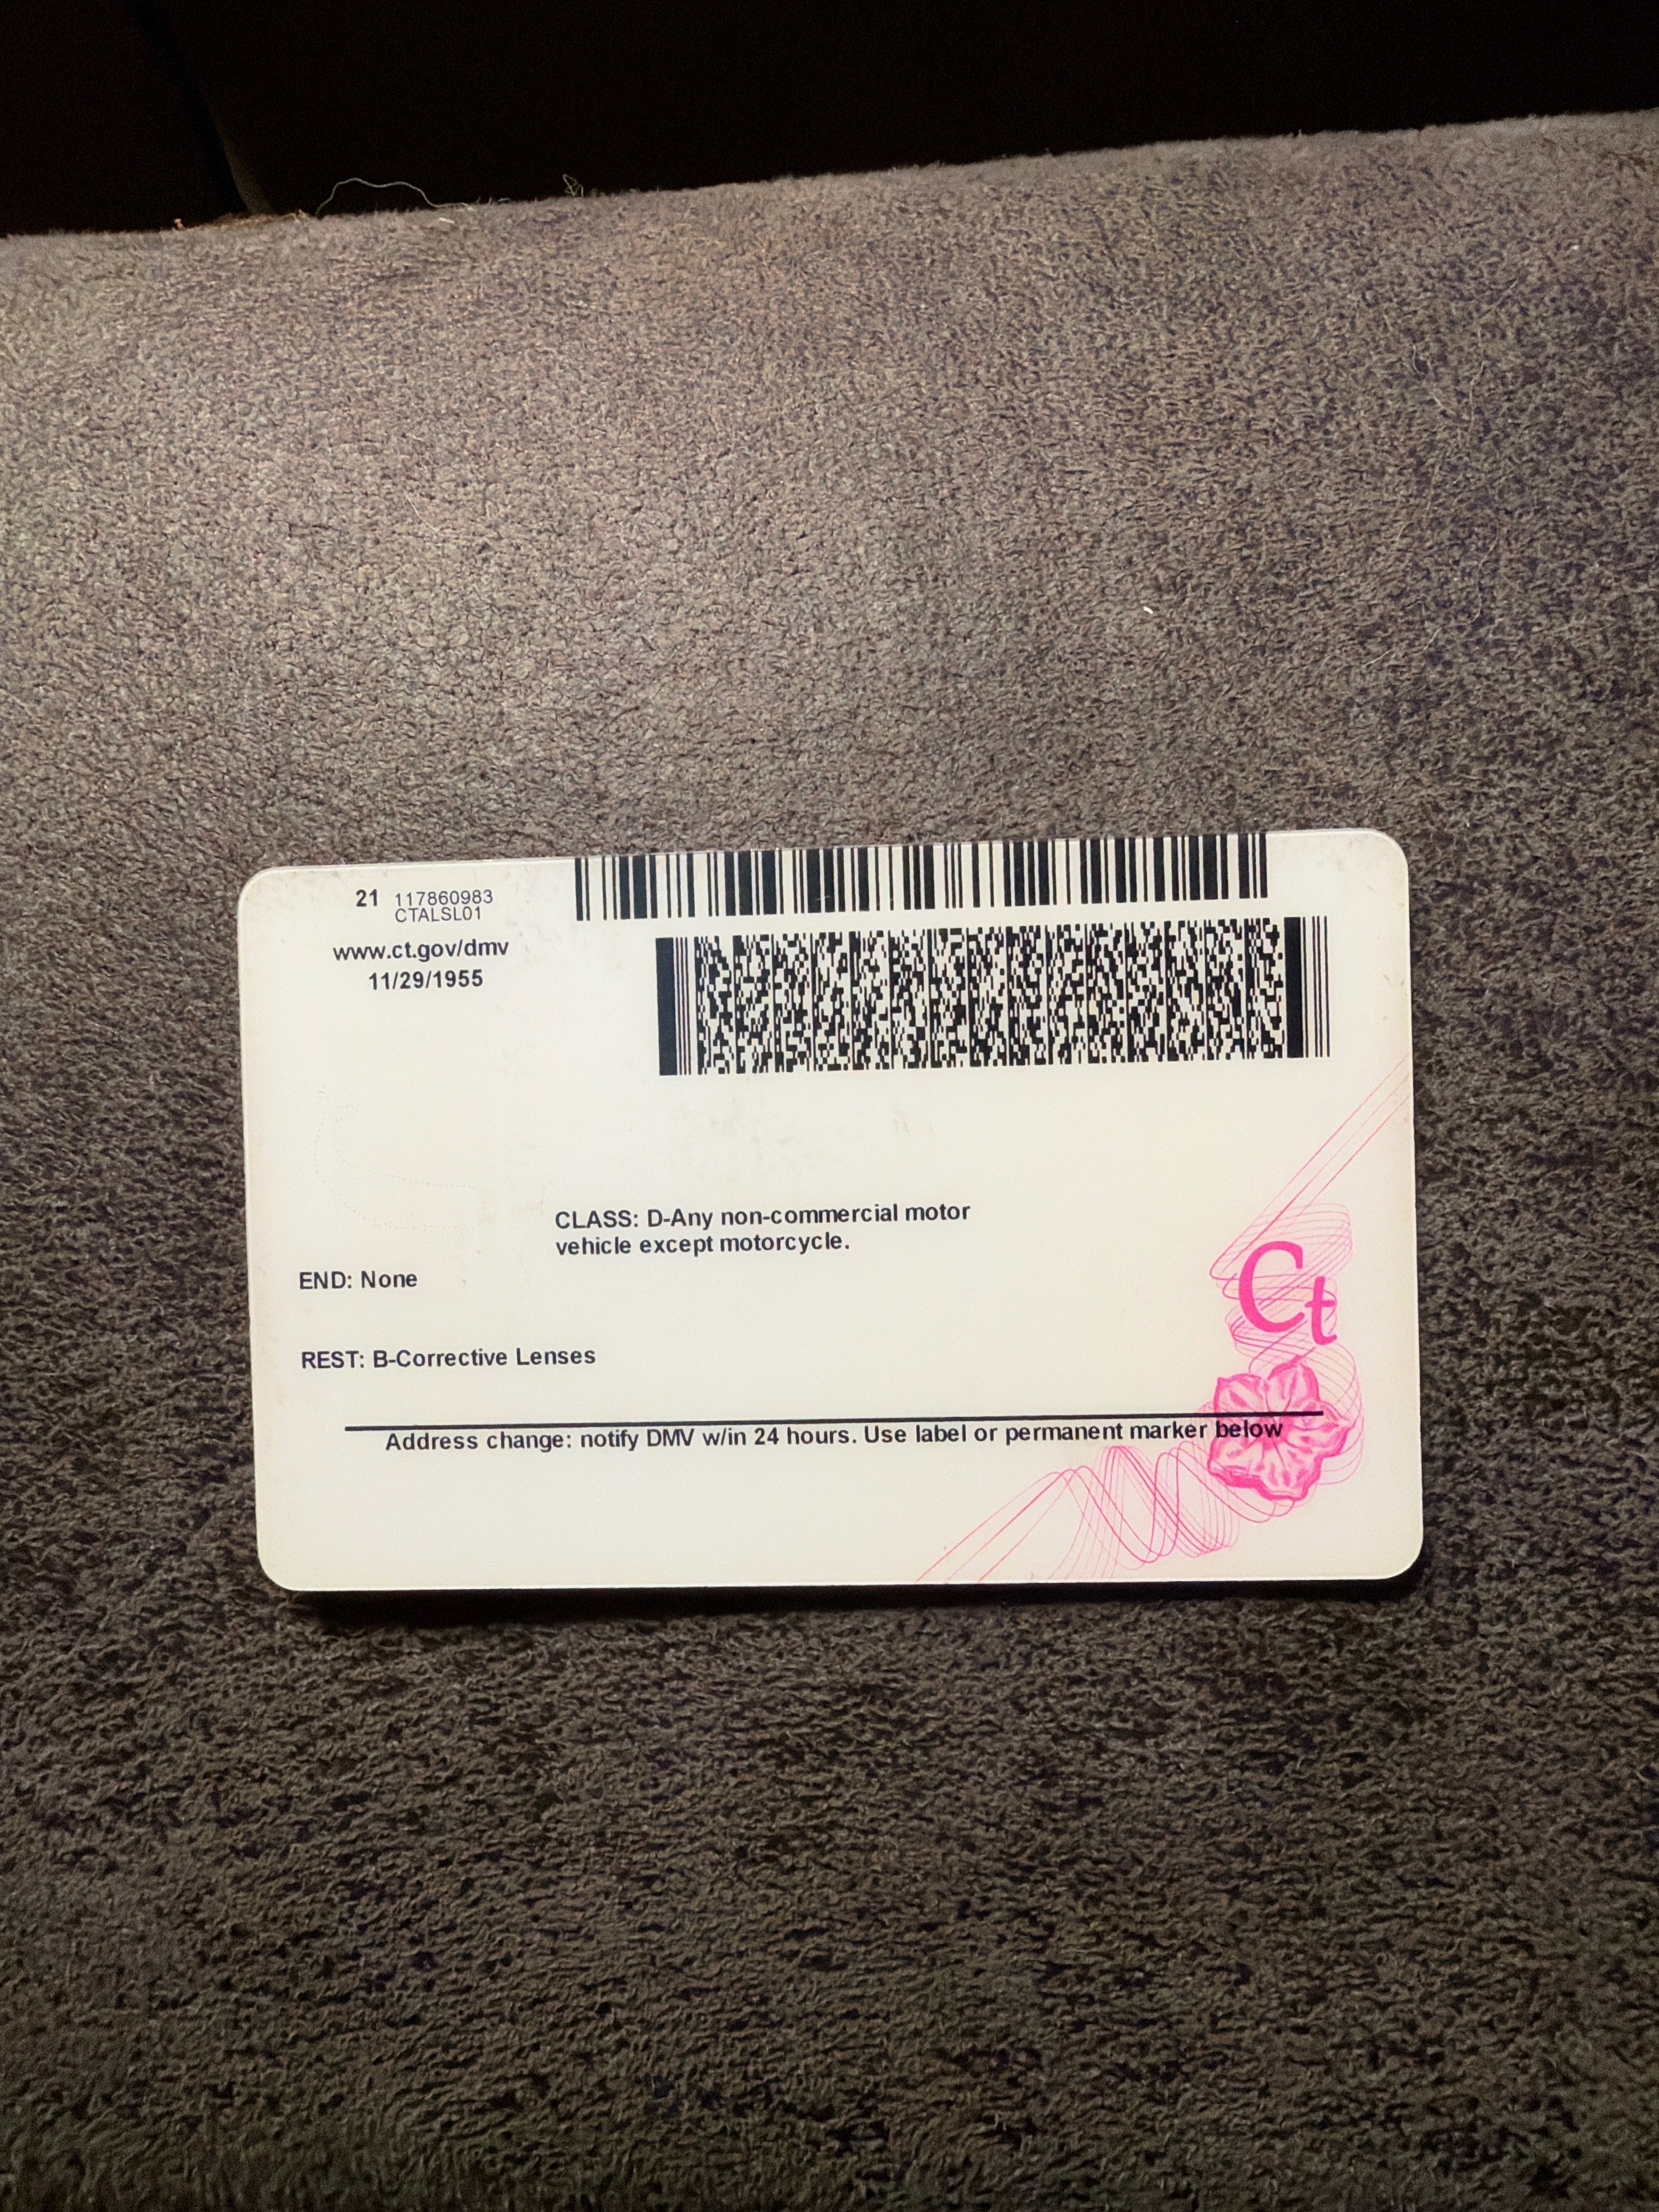 21 117860983
CTALSL01
www.ct.gov/dmv
11/29/1955
CLASS: D-Any non-commercial motor
vehicle except motorcycle.
END: None
Ct
REST: B-Corrective Lenses
Address change: notify DMV w/in 24 hours. Use label or permanent marker below